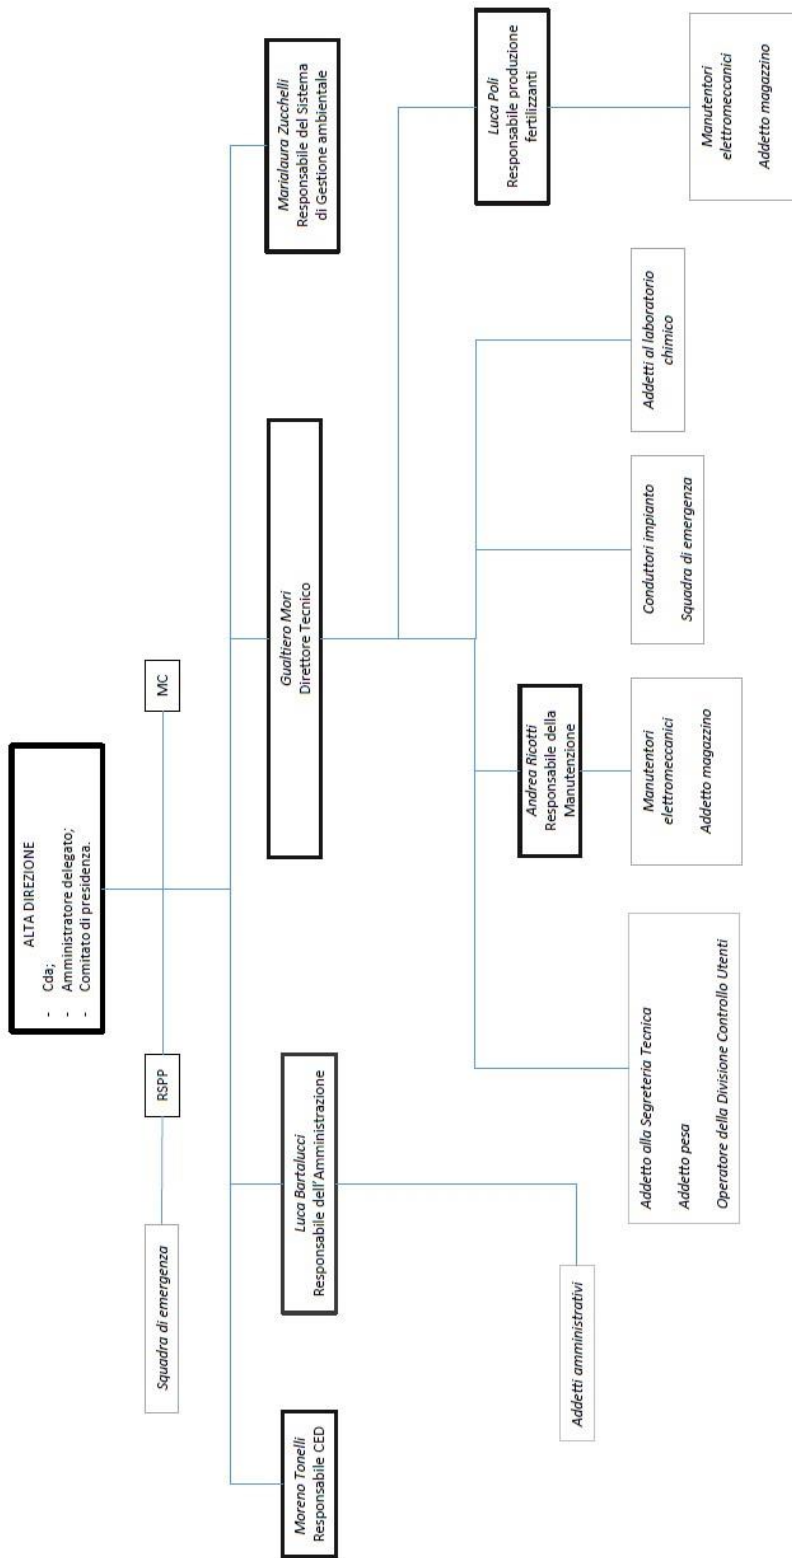 ALTA DIREZIONE
- Cda;
- Amministratore delegato;
- Comitato di presidenza.
Squadra di emergenza
RSPP
MC
Moreno Tonelli
Responsabile CED
Luca Bartalucci
Responsabile dell'Amministrazione
Gualtiero Mori
Direttore Tecnico
Marialaura Zucchelli
Responsabile del Sistema
di Gestione ambientale
Luca Poli
Responsabile produzione
fertilizzanti
Andrea Ricotti
Responsabile della
Manutenzione
Addetti amministrativi
Addetto alla Segreteria Tecnica
Addetto pesa
Operatore della Divisione Controllo Utenti
Manutentori
elettromeccanici
Addetto magazzino
Conduttori impianto
Squadra di emergenza
Addetti al laboratorio
chimico
Manutentori
elettromeccanici
Addetto magazzino